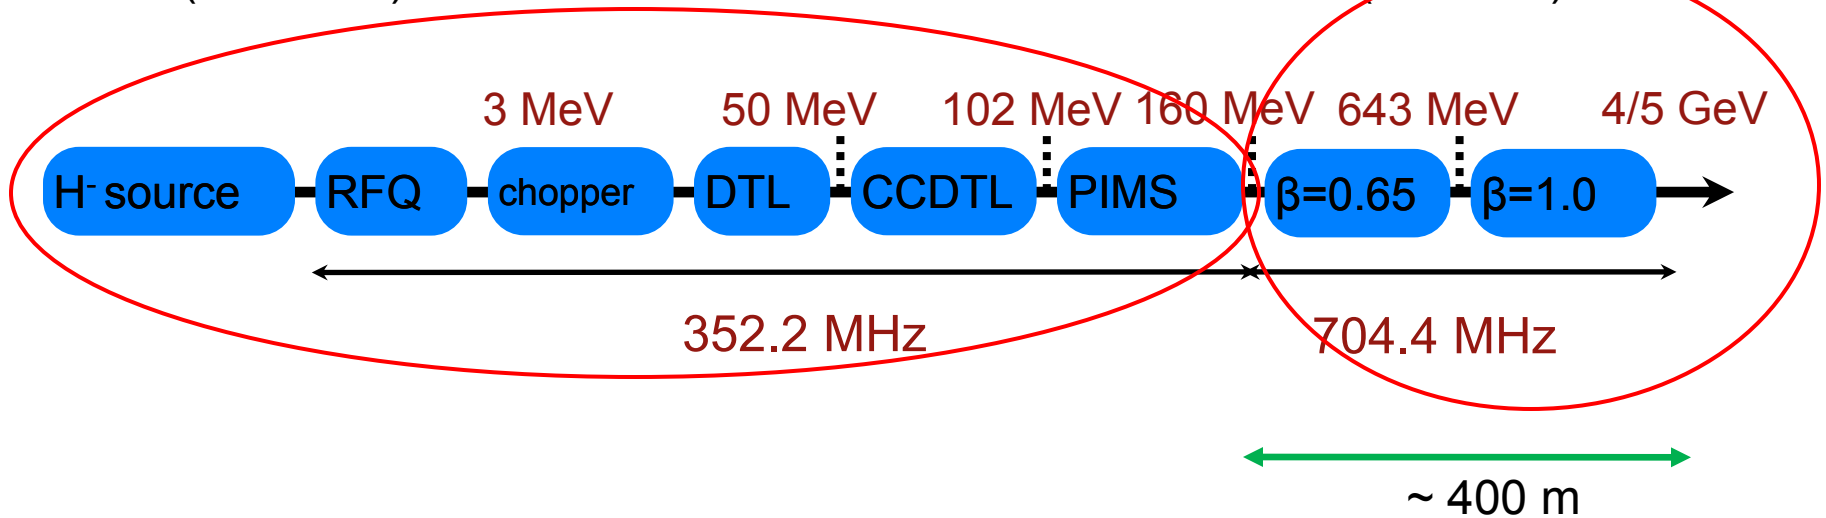 3 MeV 50 MeV 102 MeV 160 MeV 643 MeV 4/5 GeV
H⁻ source RFQ chopper DTL CCDTL PIMS β=0.65 β=1.0
352.2 MHz 704.4 MHz
~ 400 m